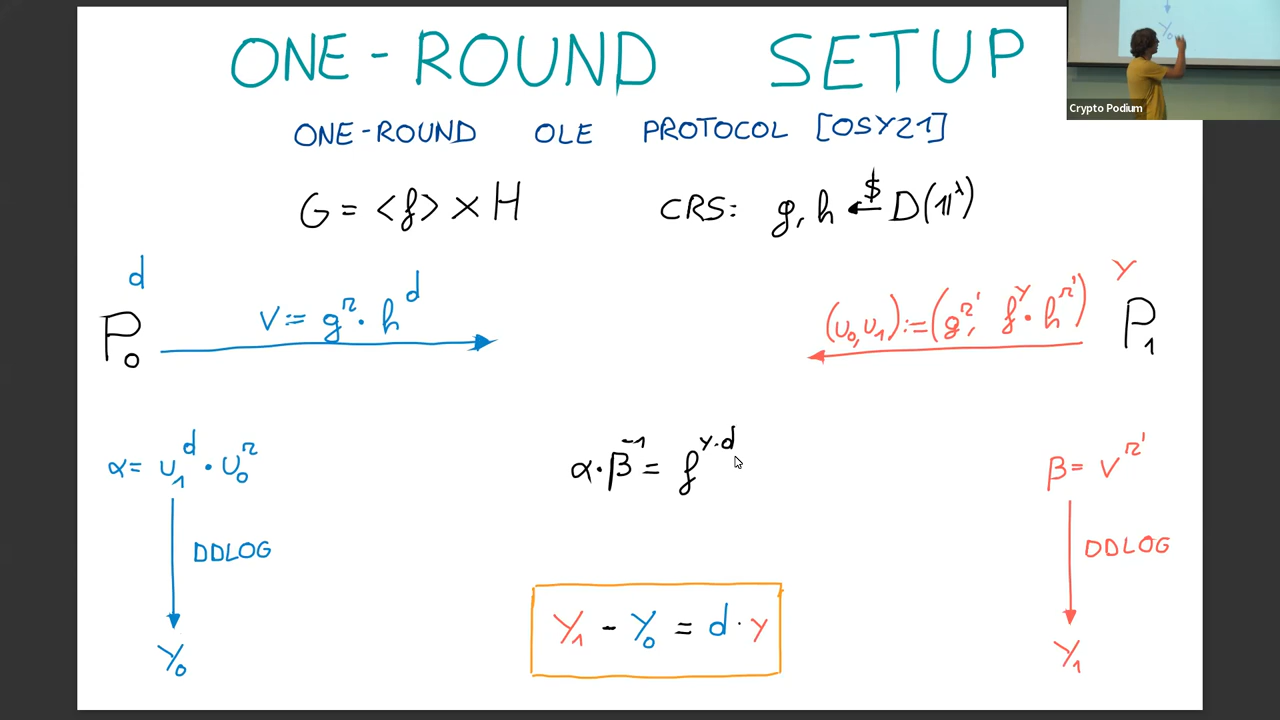 ONE-ROUND SETUP
ONE-ROUND OLE PROTOCOL [OSY21]
G = <f> × H
CRS: g, h ←$ D(1^λ)
d
P₀
V := g^r · h^d
(u₀, u₁) := (g^r', f^y · h^r')
y
P₁
α = u₁^d · u₀^r
α · β^-1 = f^y·d
β = V^r'
DDLOG
DDLOG
Y₀
Y₁ - Y₀ = d · y
Y₁
Crypto Podium
Y₀